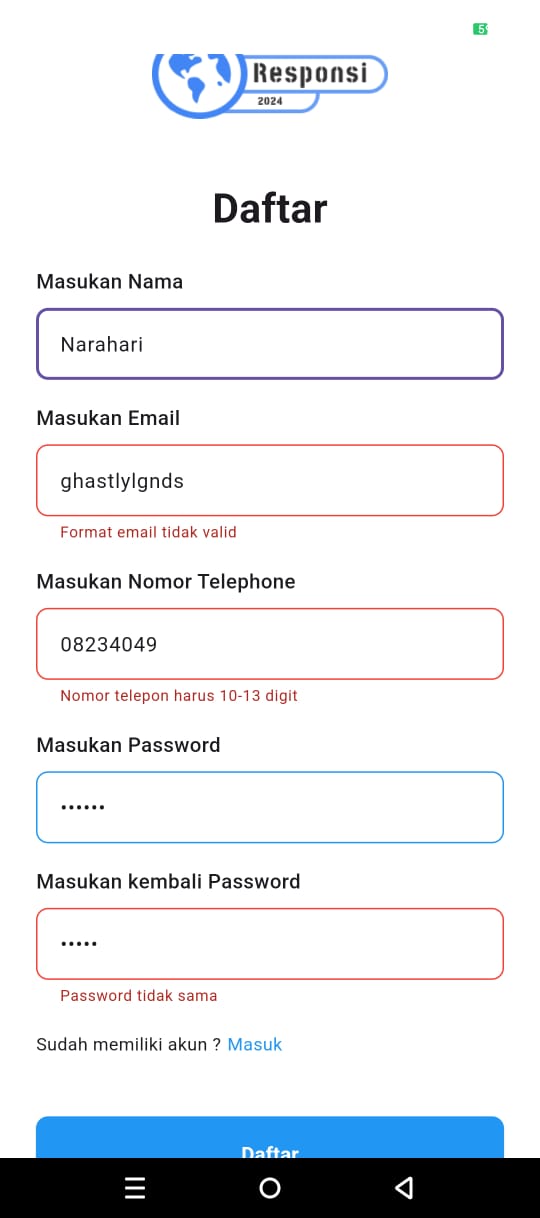 Responsi
2024
Daftar
Masukan Nama
Narahari
Masukan Email
ghastlylgnds
Format email tidak valid
Masukan Nomor Telephone
08234049
Nomor telepon harus 10-13 digit
Masukan Password
••••••
Masukan kembali Password
•••••
Password tidak sama
Sudah memiliki akun ? Masuk
Daftar